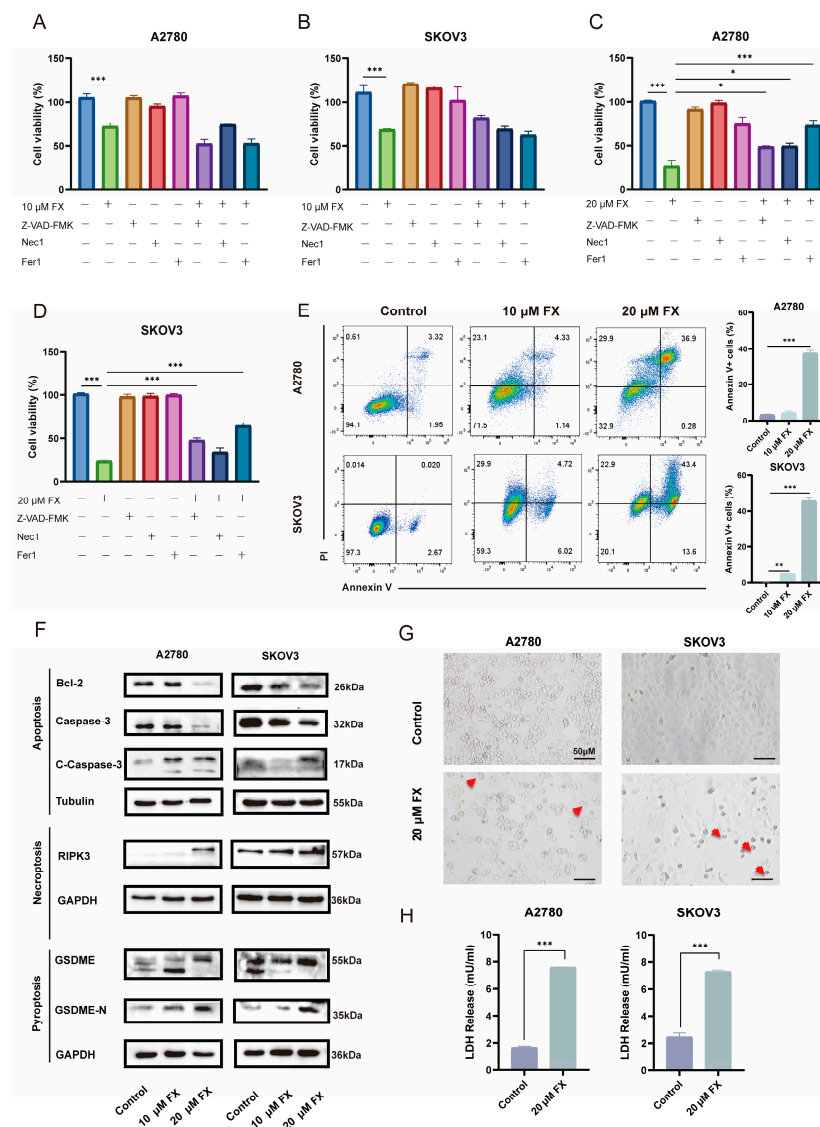 A
A2780
Cell viability (%)
150
100
50
0
***
10 µM FX – + – – – + + +
Z-VAD-FMK – – + – – + – –
Nec1 – – – + – – + –
Fer1 – – – – + – – +
B
SKOV3
Cell viability (%)
150
100
50
0
***
10 µM FX – + – – – + + +
Z-VAD-FMK – – + – – + – –
Nec1 – – – + – – + –
Fer1 – – – – + – – +
C
A2780
Cell viability (%)
150
100
50
0
***
***
*
*
20 µM FX – + – – – + + +
Z-VAD-FMK – – + – – + – –
Nec1 – – – + – – + –
Fer1 – – – – + – – +
D
SKOV3
Cell viability (%)
150
100
50
0
***
***
***
20 µM FX
Z-VAD-FMK – – + – – + – –
Nec1 – – – + – – + –
Fer1 – – – – + – – +
E
Control 10 µM FX 20 µM FX
A2780
0.61 3.32
94.1 1.95
23.1 4.33
71.5 1.14
29.9 36.9
32.9 0.28
SKOV3
0.014 0.020
97.3 2.67
29.9 4.72
59.3 6.02
22.9 43.4
20.1 13.6
PI
Annexin V
A2780
Annexin V+ cells (%)
60
40
20
0
***
Control
10 µM FX
20 µM FX
SKOV3
Annexin V+ cells (%)
60
40
20
0
***
**
Control
10 µM FX
20 µM FX
F
A2780 SKOV3
Apoptosis
Bcl-2 26kDa
Caspase-3 32kDa
C-Caspase-3 17kDa
Tubulin 55kDa
Necroptosis
RIPK3 57kDa
GAPDH 36kDa
Pyroptosis
GSDME 55kDa
GSDME-N 35kDa
GAPDH 36kDa
Control 10 µM FX 20 µM FX Control 10 µM FX 20 µM FX
G
A2780 SKOV3
Control
50µM
20 µM FX
H
A2780
LDH Release (mU/ml)
10
8
6
4
2
0
***
Control
20 µM FX
SKOV3
LDH Release (mU/ml)
10
8
6
4
2
0
***
Control
20 µM FX